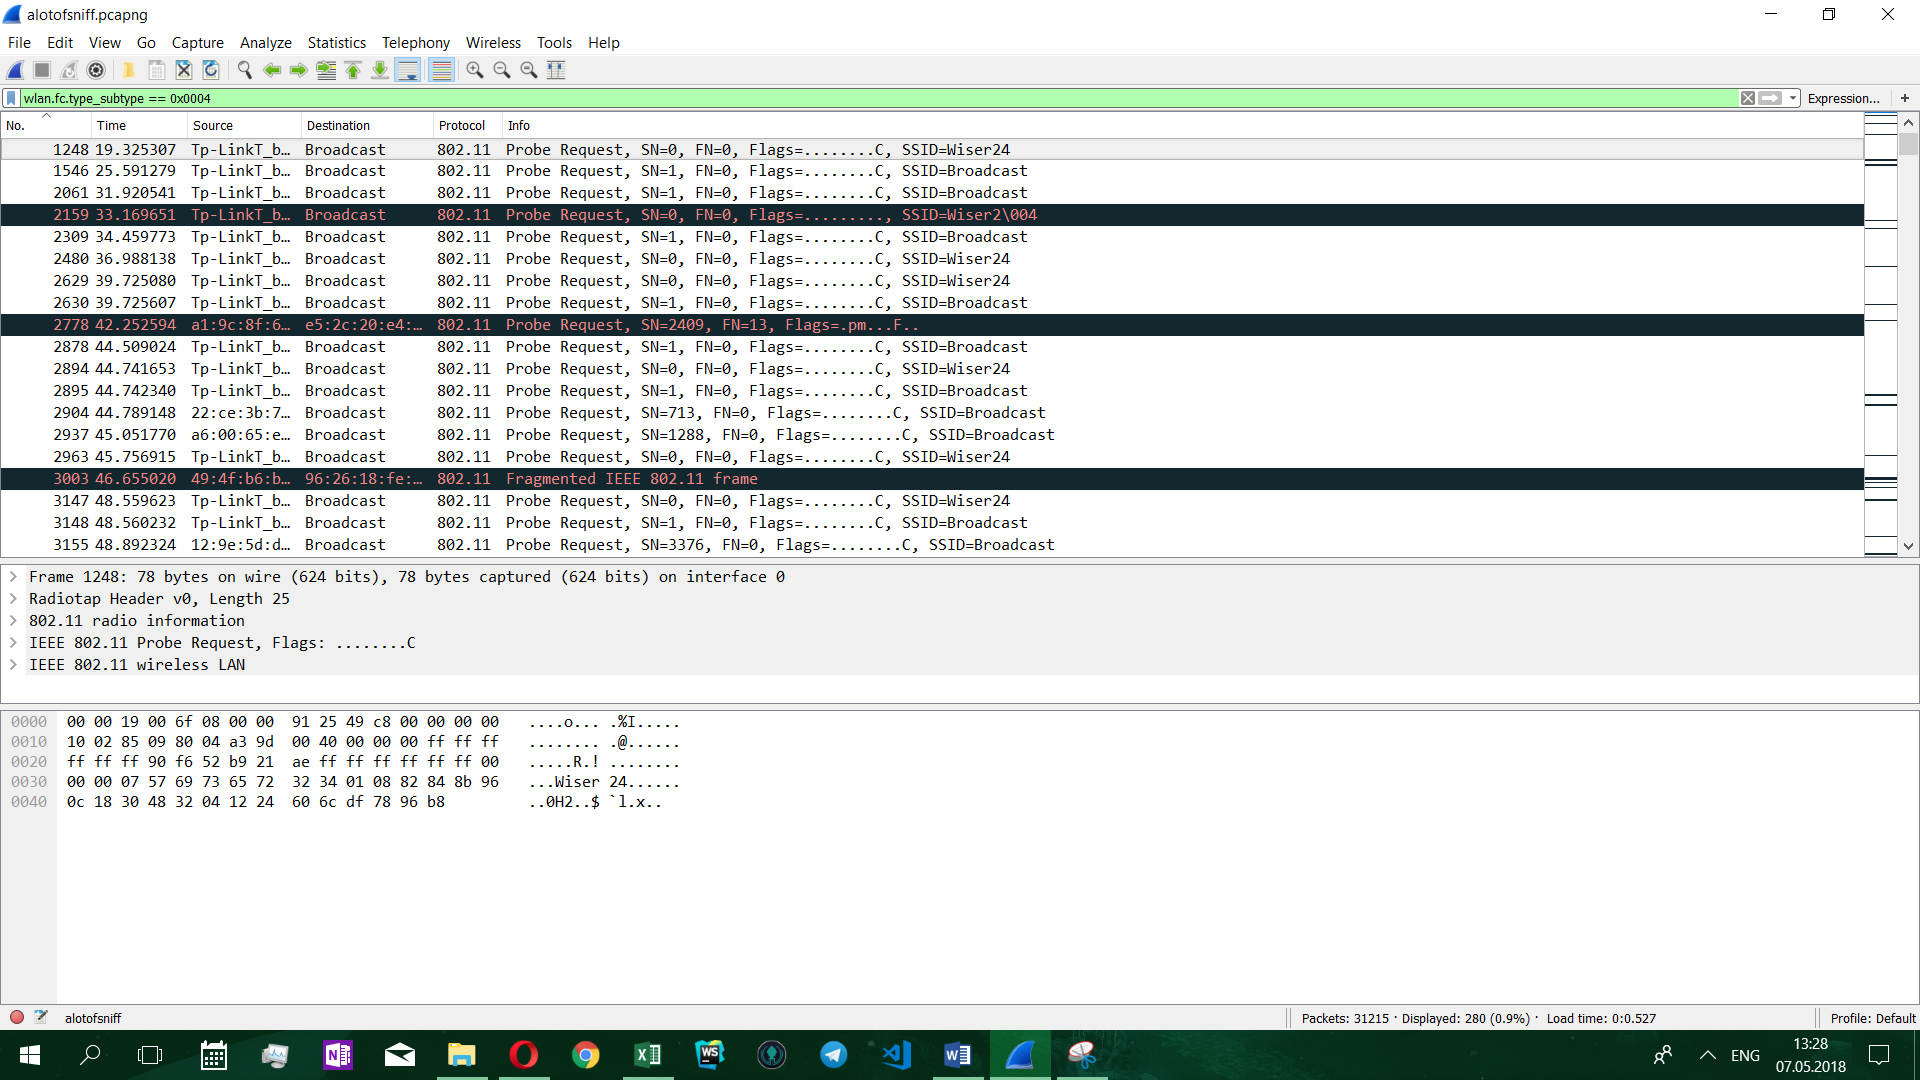 alotofsniff.pcapng
File Edit View Go Capture Analyze Statistics Telephony Wireless Tools Help
wlan.fc.type_subtype == 0x0004 Expression... +
No. Time Source Destination Protocol Info
1248 19.325307 Tp-LinkT_b… Broadcast 802.11 Probe Request, SN=0, FN=0, Flags=........C, SSID=Wiser24
1546 25.591279 Tp-LinkT_b… Broadcast 802.11 Probe Request, SN=1, FN=0, Flags=........C, SSID=Broadcast
2061 31.920541 Tp-LinkT_b… Broadcast 802.11 Probe Request, SN=1, FN=0, Flags=........C, SSID=Broadcast
2159 33.169651 Tp-LinkT_b… Broadcast 802.11 Probe Request, SN=0, FN=0, Flags=........., SSID=Wiser2\004
2309 34.459773 Tp-LinkT_b… Broadcast 802.11 Probe Request, SN=1, FN=0, Flags=........C, SSID=Broadcast
2480 36.988138 Tp-LinkT_b… Broadcast 802.11 Probe Request, SN=0, FN=0, Flags=........C, SSID=Wiser24
2629 39.725080 Tp-LinkT_b… Broadcast 802.11 Probe Request, SN=0, FN=0, Flags=........C, SSID=Wiser24
2630 39.725607 Tp-LinkT_b… Broadcast 802.11 Probe Request, SN=1, FN=0, Flags=........C, SSID=Broadcast
2778 42.252594 a1:9c:8f:6… e5:2c:20:e4:… 802.11 Probe Request, SN=2409, FN=13, Flags=.pm...F..
2878 44.509024 Tp-LinkT_b… Broadcast 802.11 Probe Request, SN=1, FN=0, Flags=........C, SSID=Broadcast
2894 44.741653 Tp-LinkT_b… Broadcast 802.11 Probe Request, SN=0, FN=0, Flags=........C, SSID=Wiser24
2895 44.742340 Tp-LinkT_b… Broadcast 802.11 Probe Request, SN=1, FN=0, Flags=........C, SSID=Broadcast
2904 44.789148 22:ce:3b:7… Broadcast 802.11 Probe Request, SN=713, FN=0, Flags=........C, SSID=Broadcast
2937 45.051770 a6:00:65:e… Broadcast 802.11 Probe Request, SN=1288, FN=0, Flags=........C, SSID=Broadcast
2963 45.756915 Tp-LinkT_b… Broadcast 802.11 Probe Request, SN=0, FN=0, Flags=........C, SSID=Wiser24
3003 46.655020 49:4f:b6:b… 96:26:18:fe:… 802.11 Fragmented IEEE 802.11 frame
3147 48.559623 Tp-LinkT_b… Broadcast 802.11 Probe Request, SN=0, FN=0, Flags=........C, SSID=Wiser24
3148 48.560232 Tp-LinkT_b… Broadcast 802.11 Probe Request, SN=1, FN=0, Flags=........C, SSID=Broadcast
3155 48.892324 12:9e:5d:d… Broadcast 802.11 Probe Request, SN=3376, FN=0, Flags=........C, SSID=Broadcast
Frame 1248: 78 bytes on wire (624 bits), 78 bytes captured (624 bits) on interface 0
Radiotap Header v0, Length 25
802.11 radio information
IEEE 802.11 Probe Request, Flags: ........C
IEEE 802.11 wireless LAN
0000 00 00 19 00 6f 08 00 00 91 25 49 c8 00 00 00 00 ....o... .%I.....
0010 10 02 85 09 80 04 a3 9d 00 40 00 00 00 ff ff ff ........ .@......
0020 ff ff ff 90 f6 52 b9 21 ae ff ff ff ff ff ff 00 .....R.! ........
0030 00 00 07 57 69 73 65 72 32 34 01 08 82 84 8b 96 ...Wiser 24......
0040 0c 18 30 48 32 04 12 24 60 6c df 78 96 b8 ..0H2..$ `l.x..
alotofsniff Packets: 31215 · Displayed: 280 (0.9%) · Load time: 0:0.527 Profile: Default
N WS ENG 13:28
07.05.2018